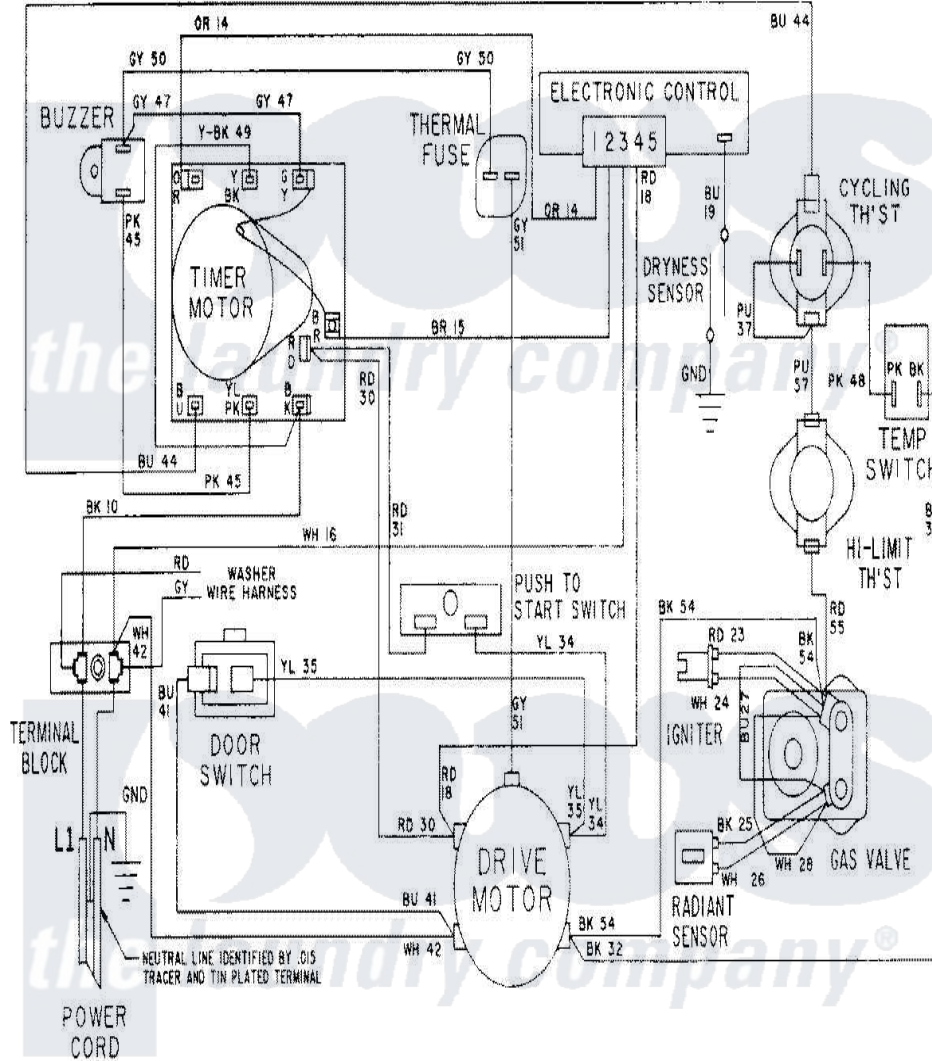 OR 14
BU 44
GY 50
GY 50
ELECTRONIC CONTROL
BUZZER
GY 47
GY 47
THERMAL
FUSE
1 2 3 4 5
Y-BK 49
O
R
Y
BK
G
Y
RD
18
BU
19
CYCLING
TH'ST
OR 14
PK
45
GY
51
TIMER
MOTOR
DRYNESS
SENSOR
B
R
BR 15
PU
37
R
D
GND
PU
57
PK 48
PK BK
RD
30
B
U
YL
PK
B
K
TEMP
SWITCH
BU 44
PK 45
BK 10
RD
31
WH 16
HI-LIMIT
TH'ST
RD
WASHER
WIRE HARNESS
GY
PUSH TO
START SWITCH
BK 54
RD
55
WH
42
YL 34
RD 23
BK
54
YL 35
BU
41
WH 24
BU27
IGNITER
TERMINAL
BLOCK
DOOR
SWITCH
GY
51
GND
RD
18
YL
35
YL
34
L1
N
RD 30
BK 25
DRIVE
MOTOR
WH 28
GAS VALVE
WH 26
BU 41
RADIANT
SENSOR
BK 54
WH 42
BK 32
NEUTRAL LINE IDENTIFIED BY .015
TRACER AND TIN PLATED TERMINAL
POWER
CORD
the laundry company®
the laundry company®